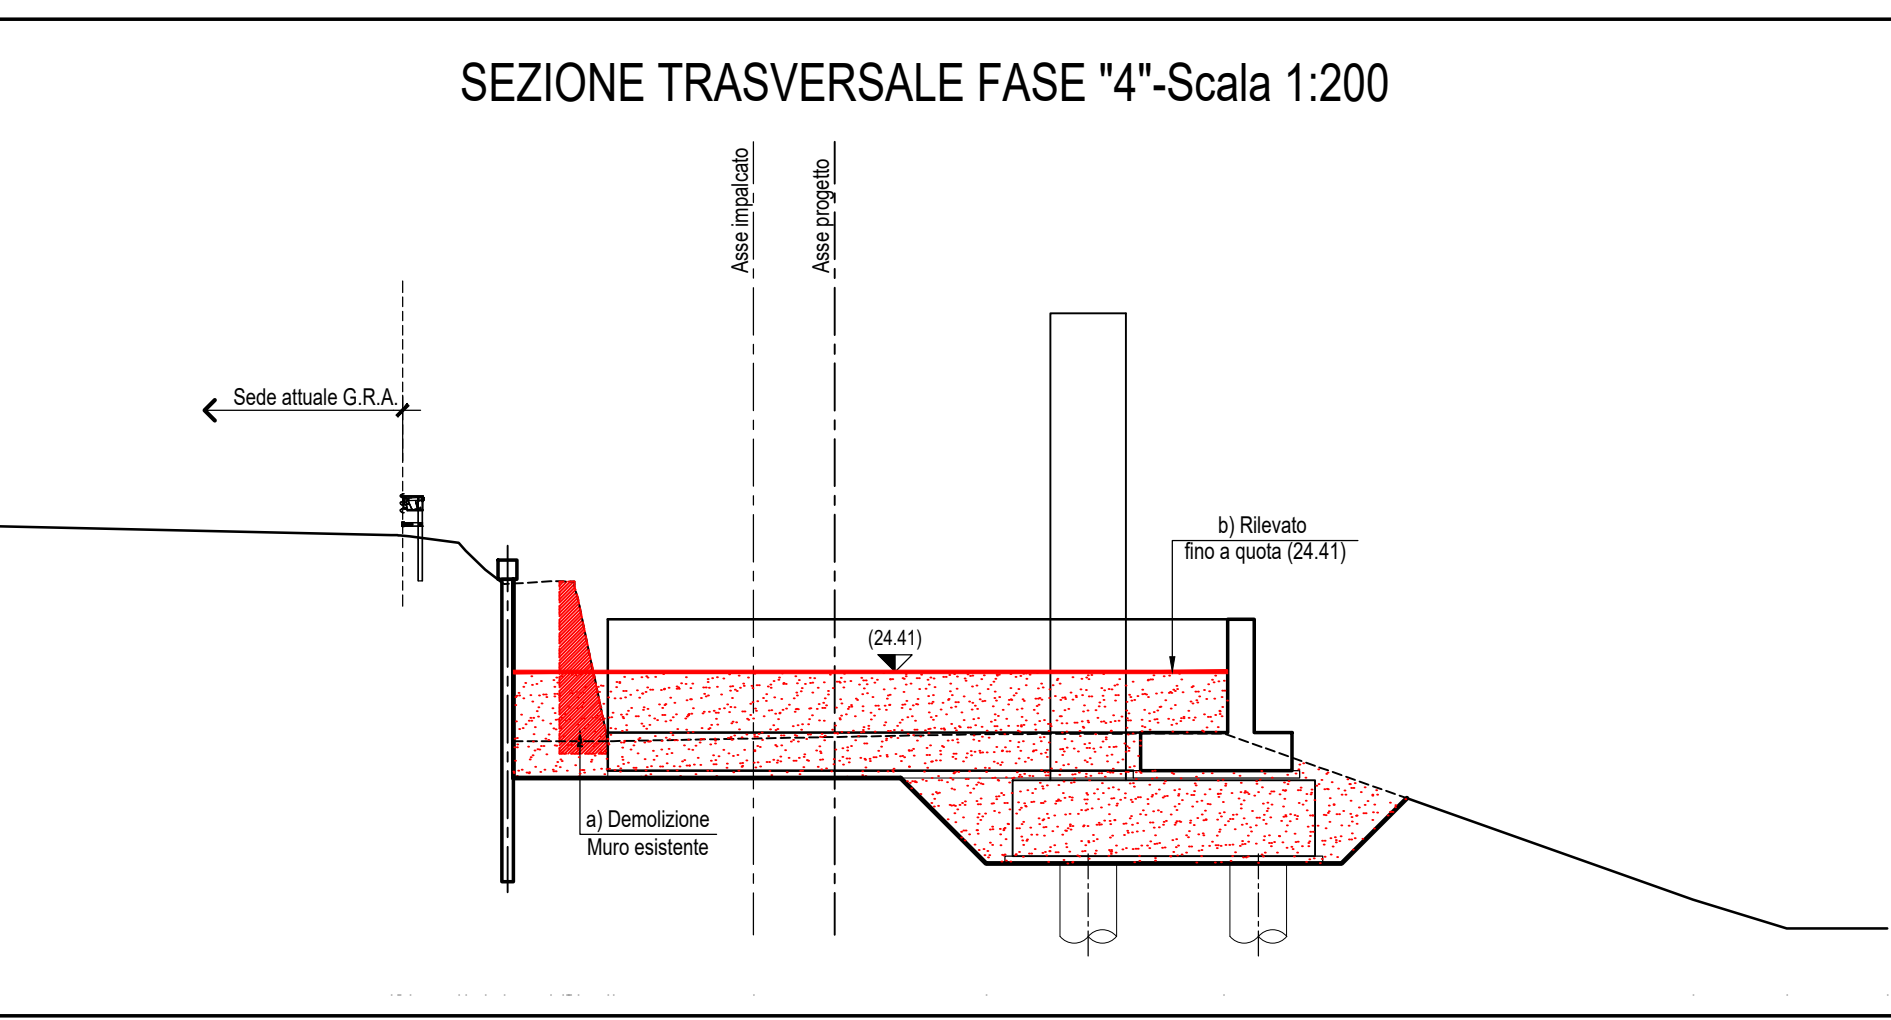 SEZIONE TRASVERSALE FASE "4"-Scala 1:200
Asse impalcato
Asse progetto
Sede attuale G.R.A.
b) Rilevato
fino a quota (24.41)
(24.41)
a) Demolizione
Muro esistente